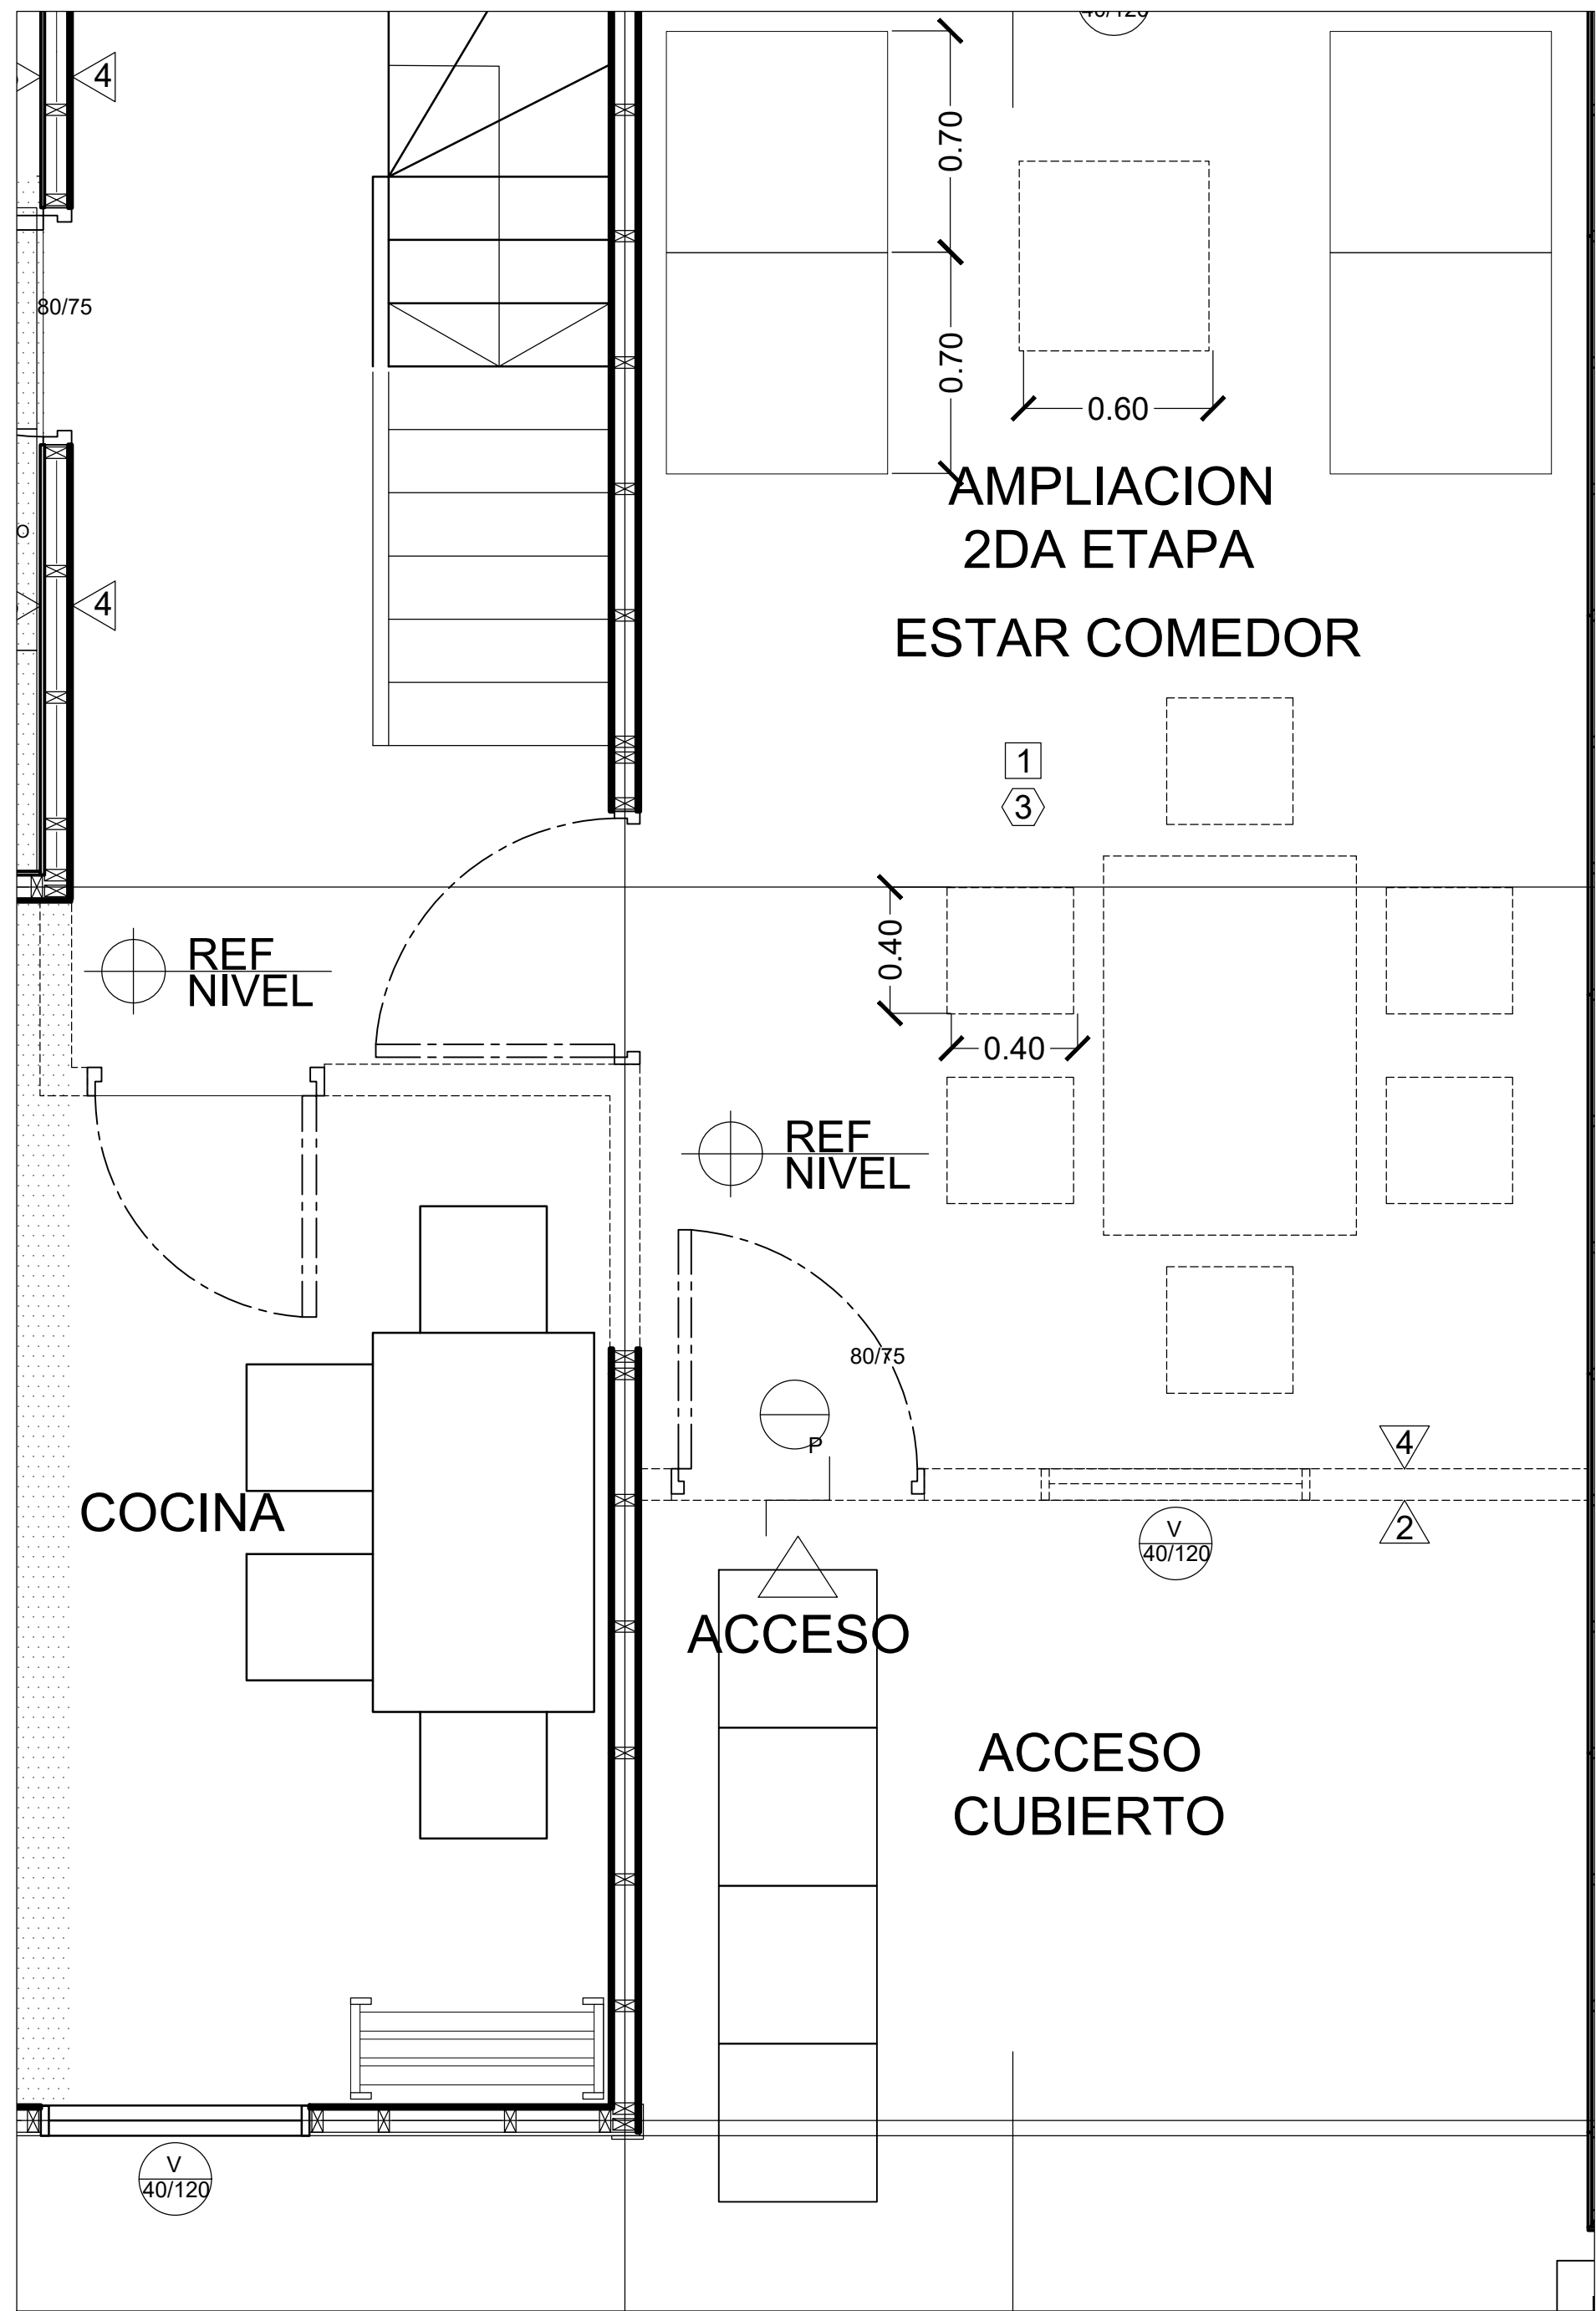 4
0.70
80/75
0.70
0.60
AMPLIACION
2DA ETAPA
4
ESTAR COMEDOR
1
3
REF
NIVEL
0.40
0.40
REF
NIVEL
80/75
P
4
COCINA
2
V
40/120
ACCESO
ACCESO
CUBIERTO
V
40/120